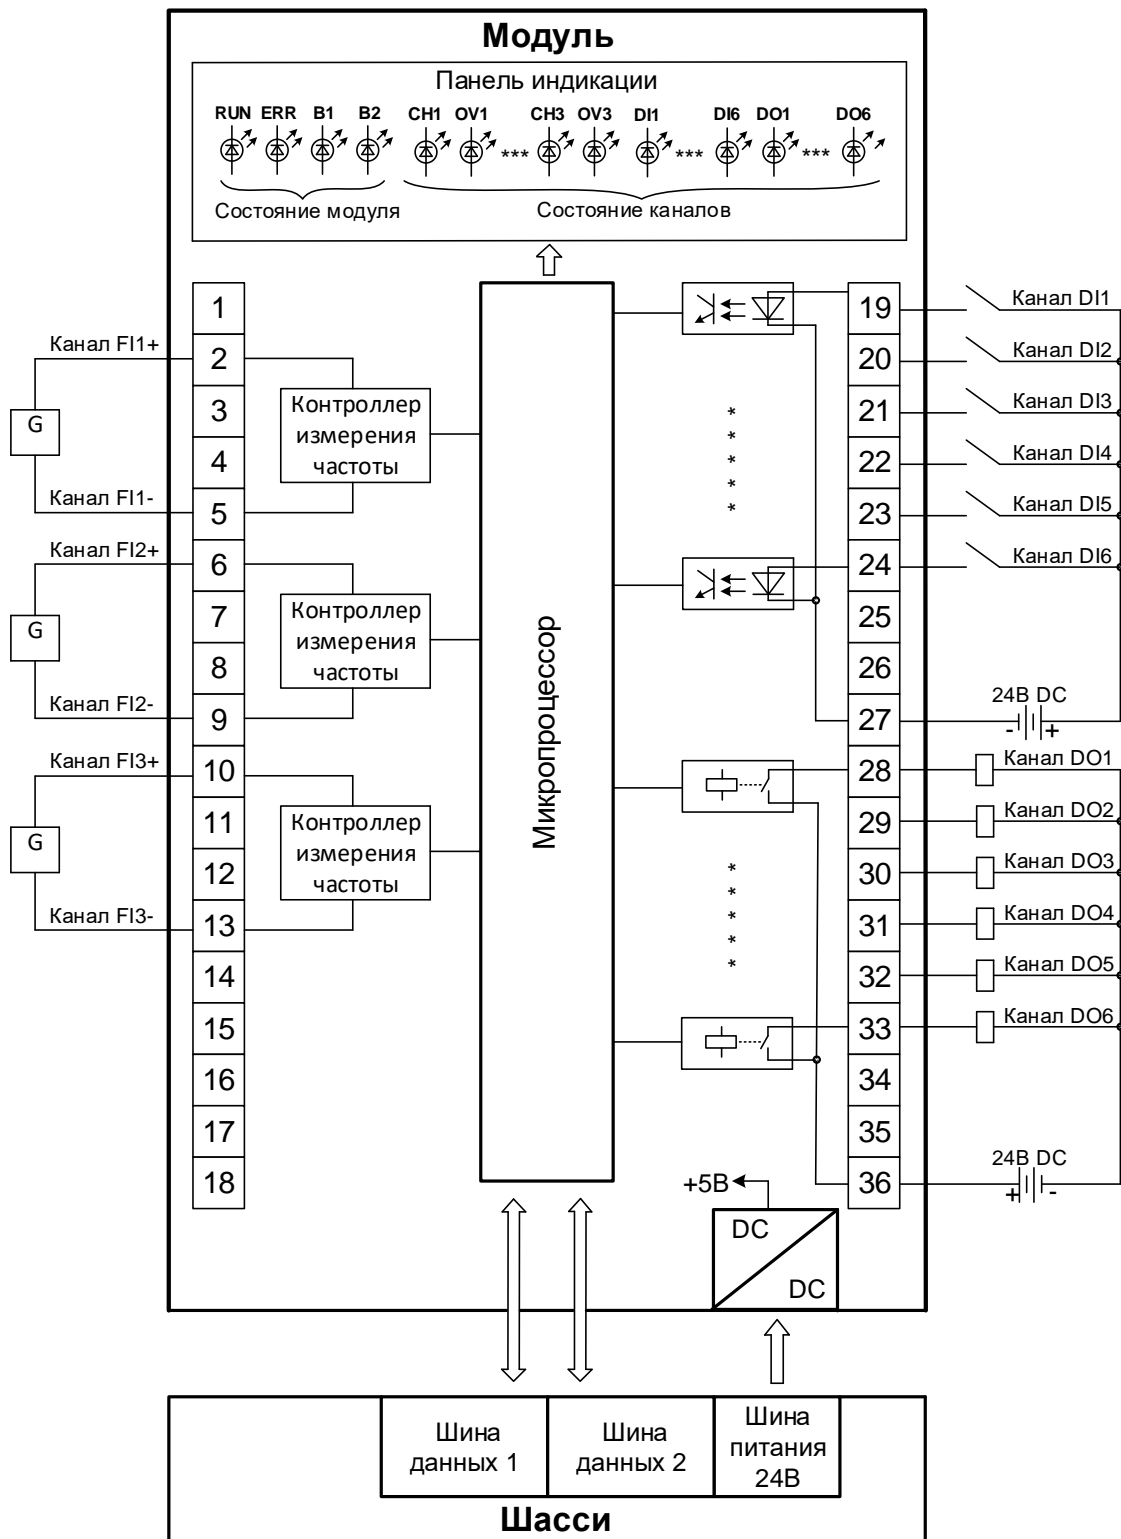 Модуль
Панель индикации
RUN ERR B1 B2 CH1 OV1 CH3 OV3 DI1 DI6 DO1 DO6
*** *** ***
Состояние модуля
Состояние каналов
1
2
3
4
5
6
7
8
9
10
11
12
13
14
15
16
17
18
Канал FI1+
G
Канал FI1-
Канал FI2+
G
Канал FI2-
Канал FI3+
G
Канал FI3-
Контроллер
измерения
частоты
Контроллер
измерения
частоты
Контроллер
измерения
частоты
Микропроцессор
* * * * *
* * * * *
19
20
21
22
23
24
25
26
27
28
29
30
31
32
33
34
35
36
Канал DI1
Канал DI2
Канал DI3
Канал DI4
Канал DI5
Канал DI6
24В DC
- +
Канал DO1
Канал DO2
Канал DO3
Канал DO4
Канал DO5
Канал DO6
24В DC
+ -
+5В
DC
DC
Шина
данных 1
Шина
данных 2
Шина
питания
24В
Шасси